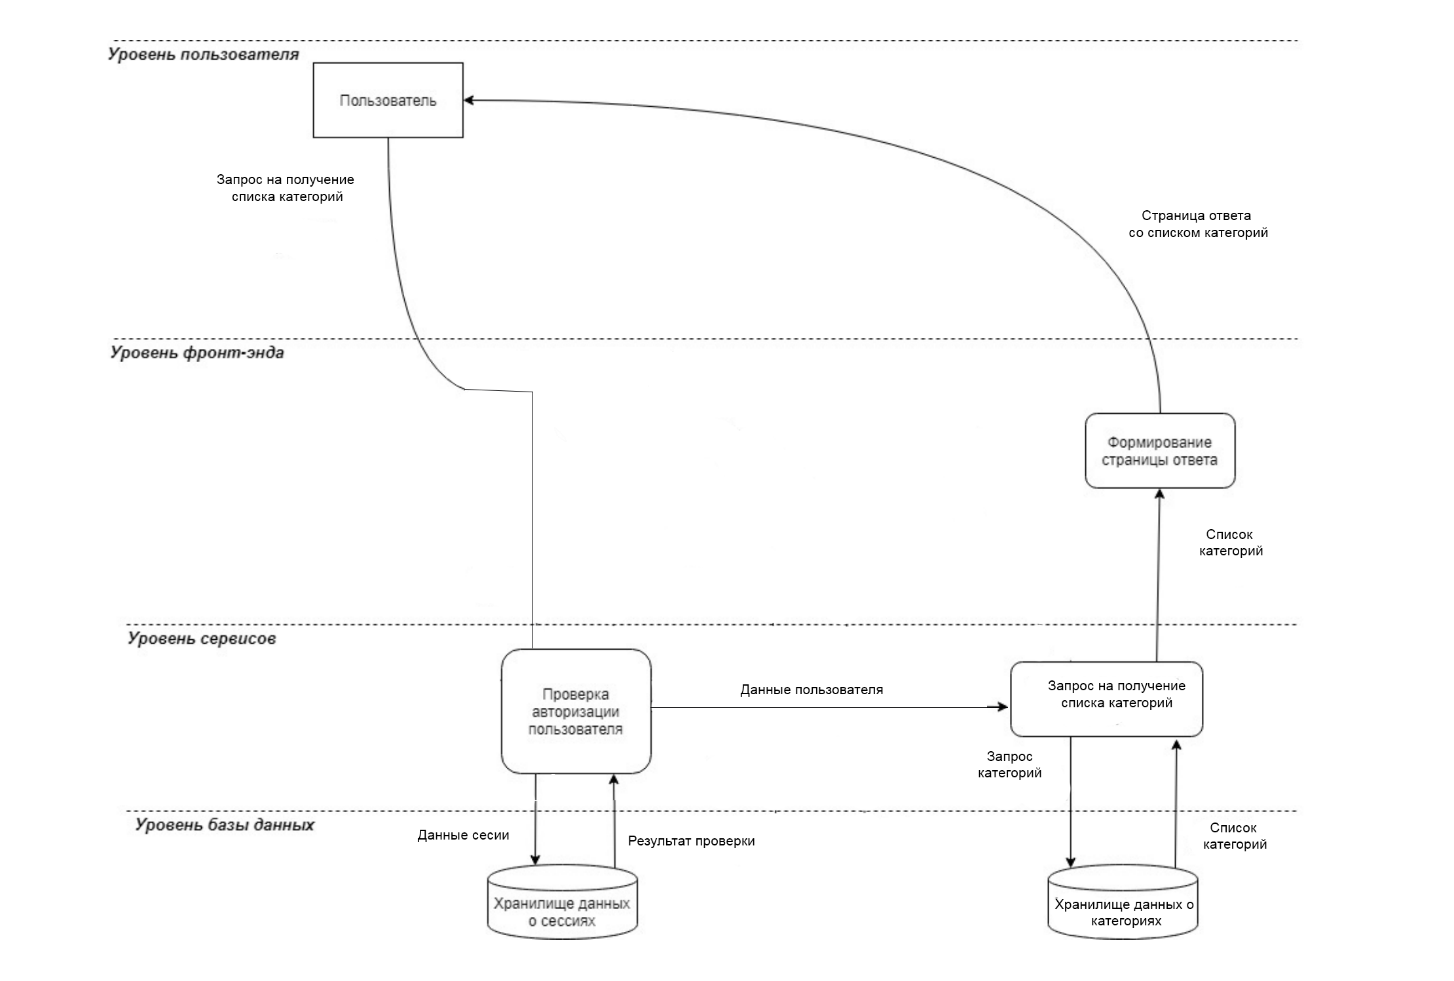 Уровень пользователя
Пользователь
Запрос на получение
списка категорий
Страница ответа
со списком категорий
Уровень фронт-энда
Формирование
страницы ответа
Список
категорий
Уровень сервисов
Проверка
авторизации
пользователя
Данные пользователя
Запрос на получение
списка категорий
Запрос
категорий
Уровень базы данных
Данные сесии
Результат проверки
Список
категорий
Хранилище данных
о сессиях
Хранилище данных о
категориях